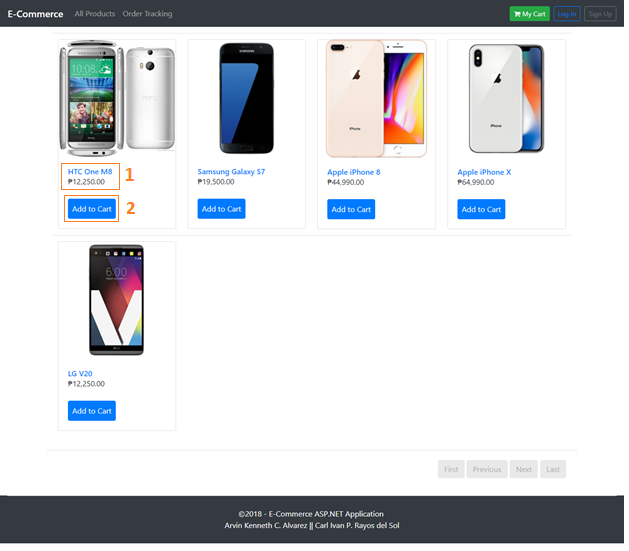 E-Commerce All Products Order Tracking My Cart Log In Sign Up
HTC One M8 1
₱12,250.00
Add to Cart 2
Samsung Galaxy S7
₱19,500.00
Add to Cart
Apple iPhone 8
₱44,990.00
Add to Cart
Apple iPhone X
₱64,990.00
Add to Cart
LG V20
₱12,250.00
Add to Cart
First Previous Next Last
©2018 - E-Commerce ASP.NET Application
Arvin Kenneth C. Alvarez || Carl Ivan P. Rayos del Sol